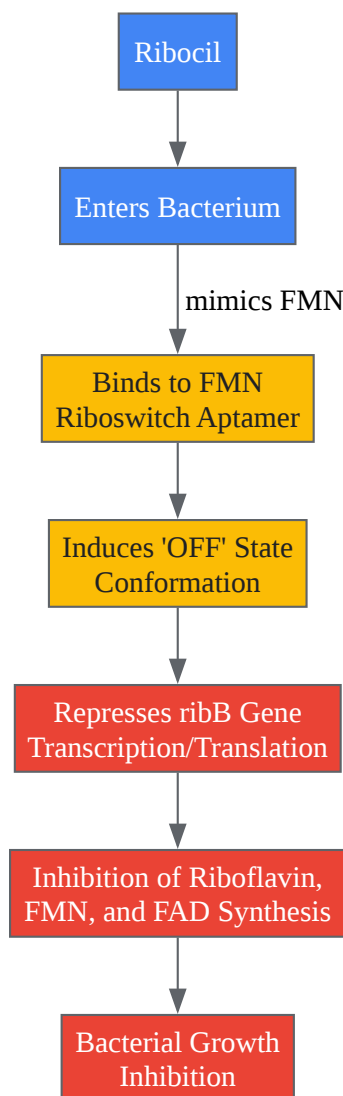 Ribocil
Enters Bacterium
mimics FMN
Binds to FMN
Riboswitch Aptamer
Induces 'OFF' State
Conformation
Represses ribB Gene
Transcription/Translation
Inhibition of Riboflavin,
FMN, and FAD Synthesis
Bacterial Growth
Inhibition